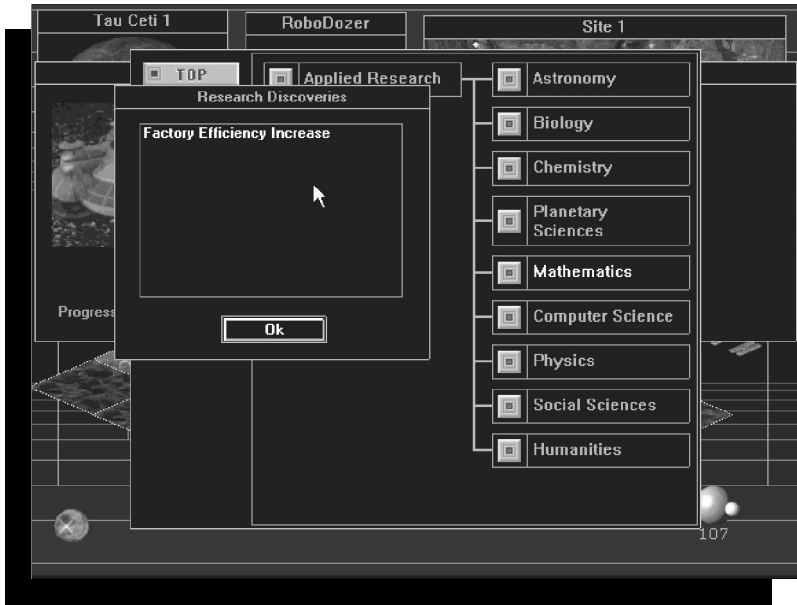 Tau Ceti 1
RoboDozer
Site 1
TOP
Applied Research
Astronomy
Research Discoveries
Factory Efficiency Increase
Biology
Chemistry
Planetary
Sciences
Mathematics
Progress
Ok
Computer Science
Physics
Social Sciences
Humanities
107